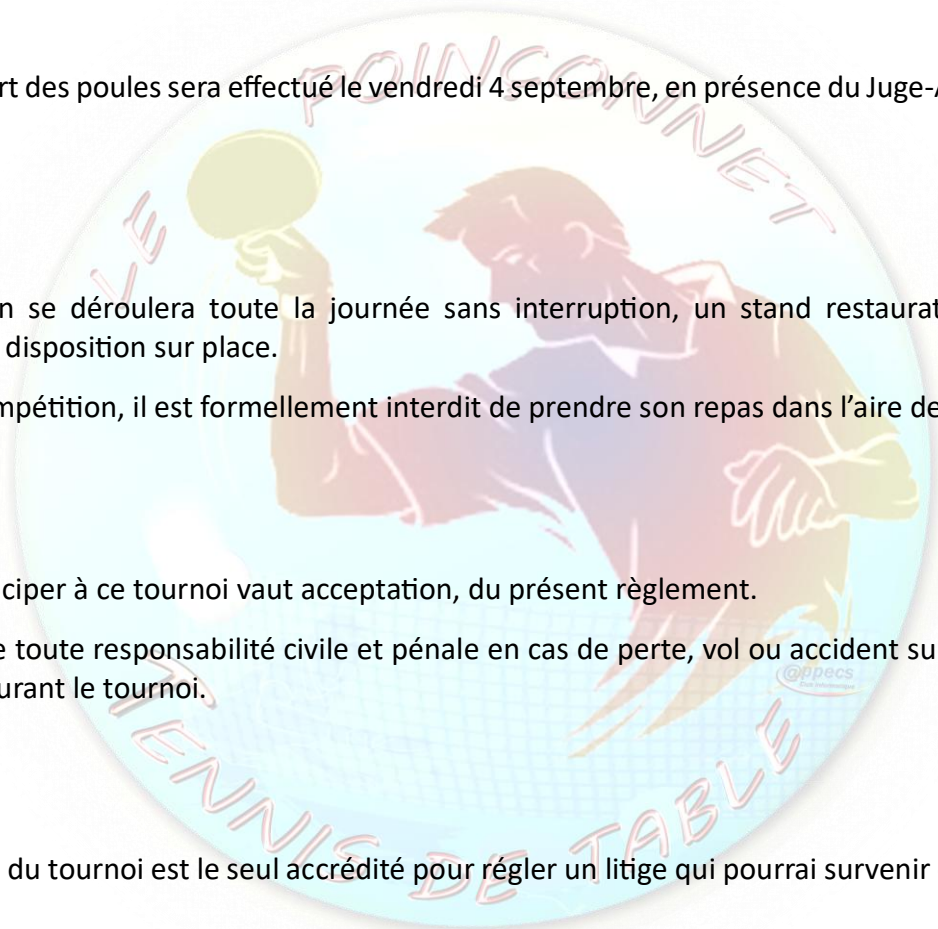 rt des poules sera effectué le vendredi 4 septembre, en présence du Juge-A
LE POINÇONNET
n se déroulera toute la journée sans interruption, un stand restaurat
disposition sur place.
mpétition, il est formellement interdit de prendre son repas dans l’aire de
ciper à ce tournoi vaut acceptation, du présent règlement.
e toute responsabilité civile et pénale en cas de perte, vol ou accident su
@ppecs
urant le tournoi.
TENNIS DE TABLE
du tournoi est le seul accrédité pour régler un litige qui pourrai survenir